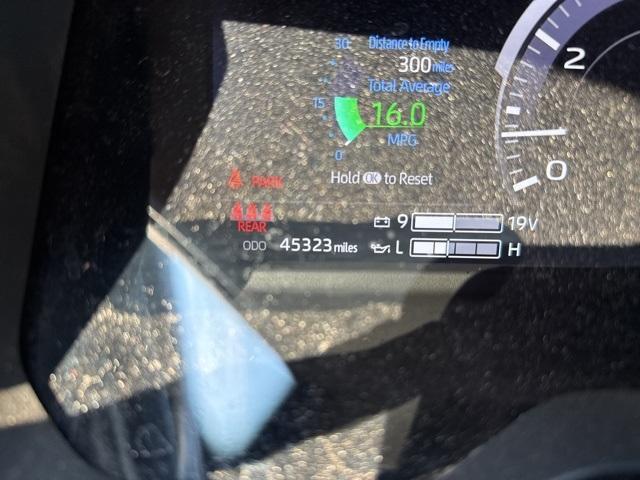 30 Distance to Empty
300 miles
Total Average
15 16.0
MPG
0
Hold OK to Reset
PARK
REAR
ODO 45323 miles
9 19V
L H
2
0